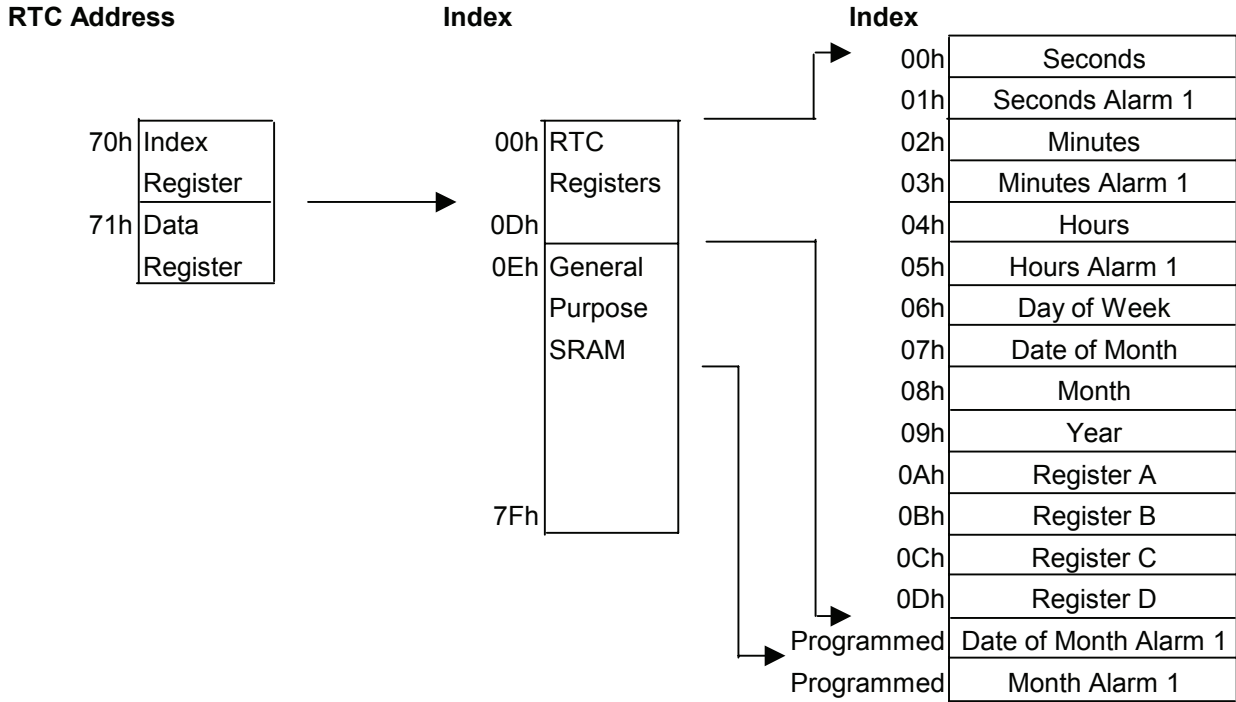 RTC Address
Index
Index
70h Index
Register
71h Data
Register
00h RTC
Registers
0Dh
0Eh General
Purpose
SRAM
7Fh
00h Seconds
01h Seconds Alarm 1
02h Minutes
03h Minutes Alarm 1
04h Hours
05h Hours Alarm 1
06h Day of Week
07h Date of Month
08h Month
09h Year
0Ah Register A
0Bh Register B
0Ch Register C
0Dh Register D
Programmed Date of Month Alarm 1
Programmed Month Alarm 1